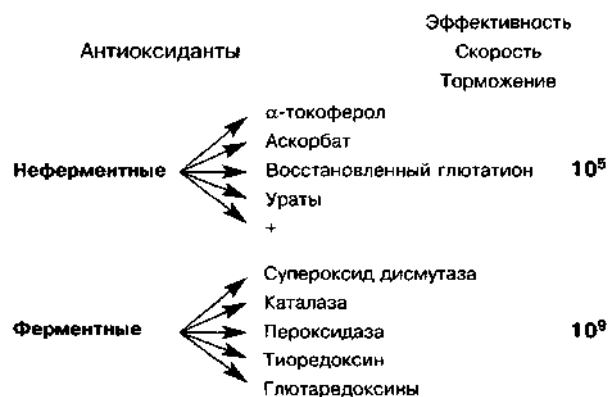 Антиоксиданты
Эффективность
Скорость
Торможение
Неферментные
α-токоферол
Аскорбат
Восстановленный глютатион
Ураты
+
10⁵
Ферментные
Супероксид дисмутаза
Каталаза
Пероксидаза
Тиоредоксин
Глютаредоксины
10⁹